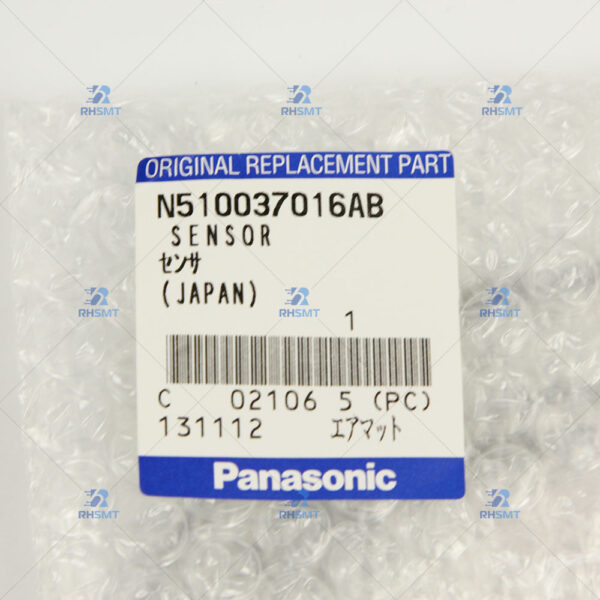 ORIGINAL REPLACEMENT PART
N510037016AB
SENSOR
センサ
(JAPAN)
1
C 02106 5 (PC)
131112 エアマット
Panasonic
RHSMT
RHSMT
RHSMT
RHSMT
RHSMT
RHSMT
RHSMT
RHSMT
RHSMT